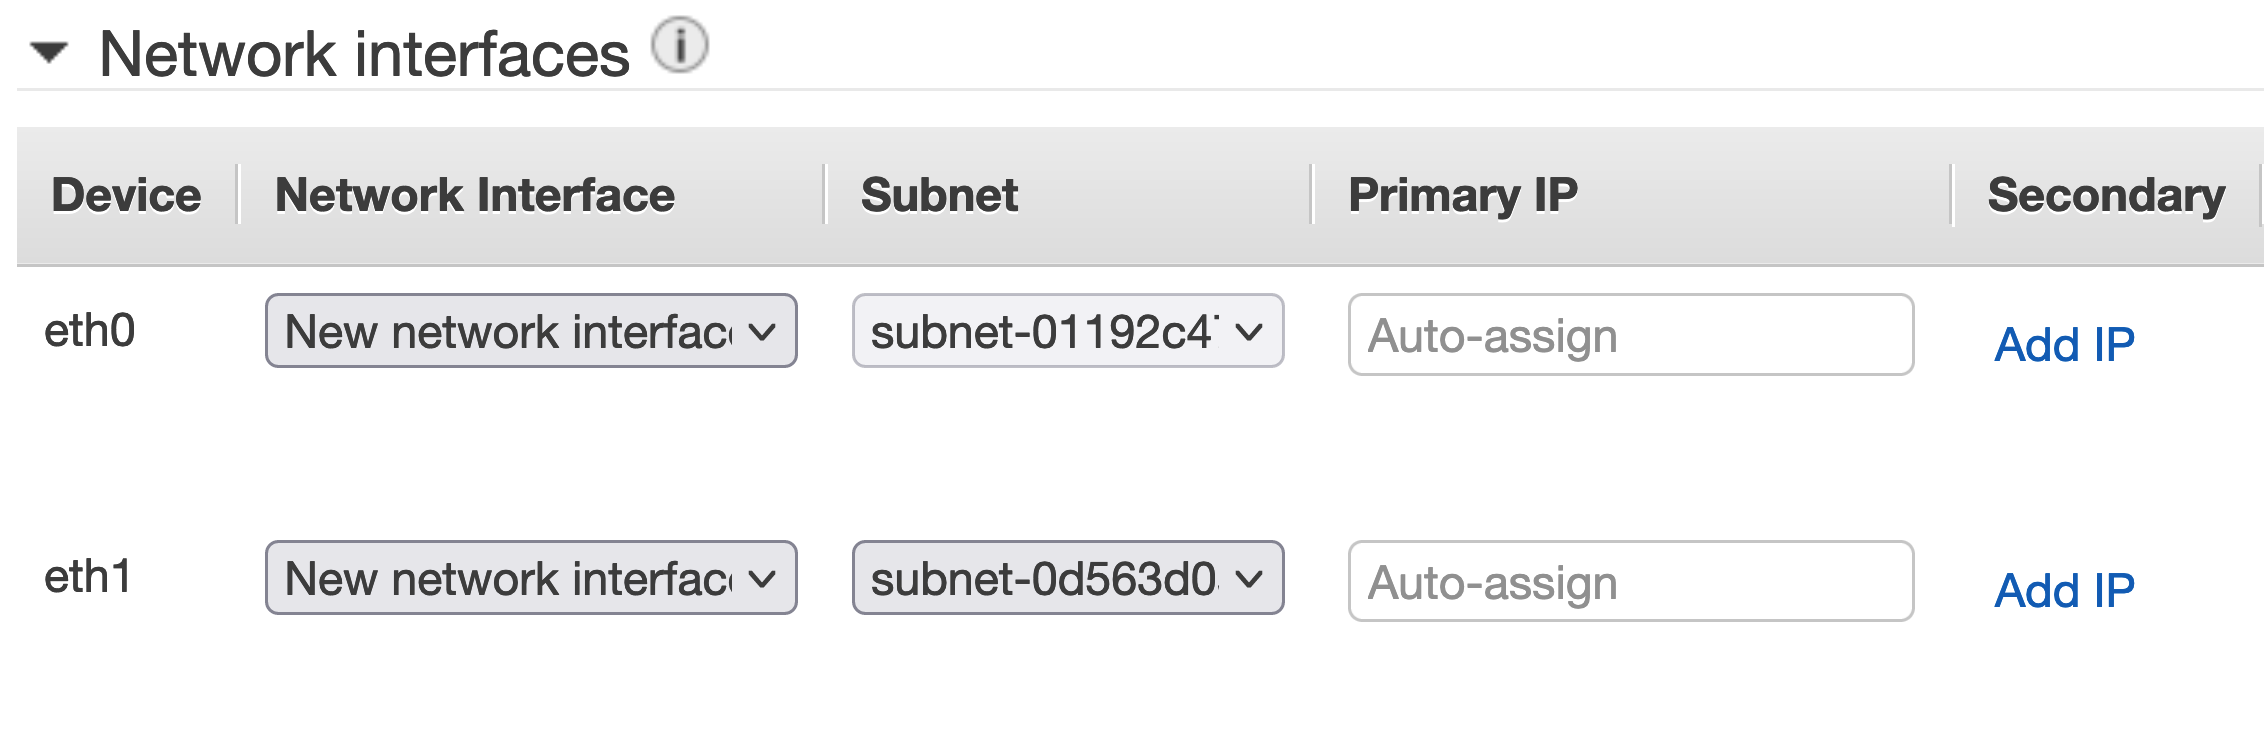 Network interfaces
Device Network Interface Subnet Primary IP Secondary
eth0 New network interfac subnet-01192c47 Auto-assign Add IP
eth1 New network interfac subnet-0d563d0 Auto-assign Add IP